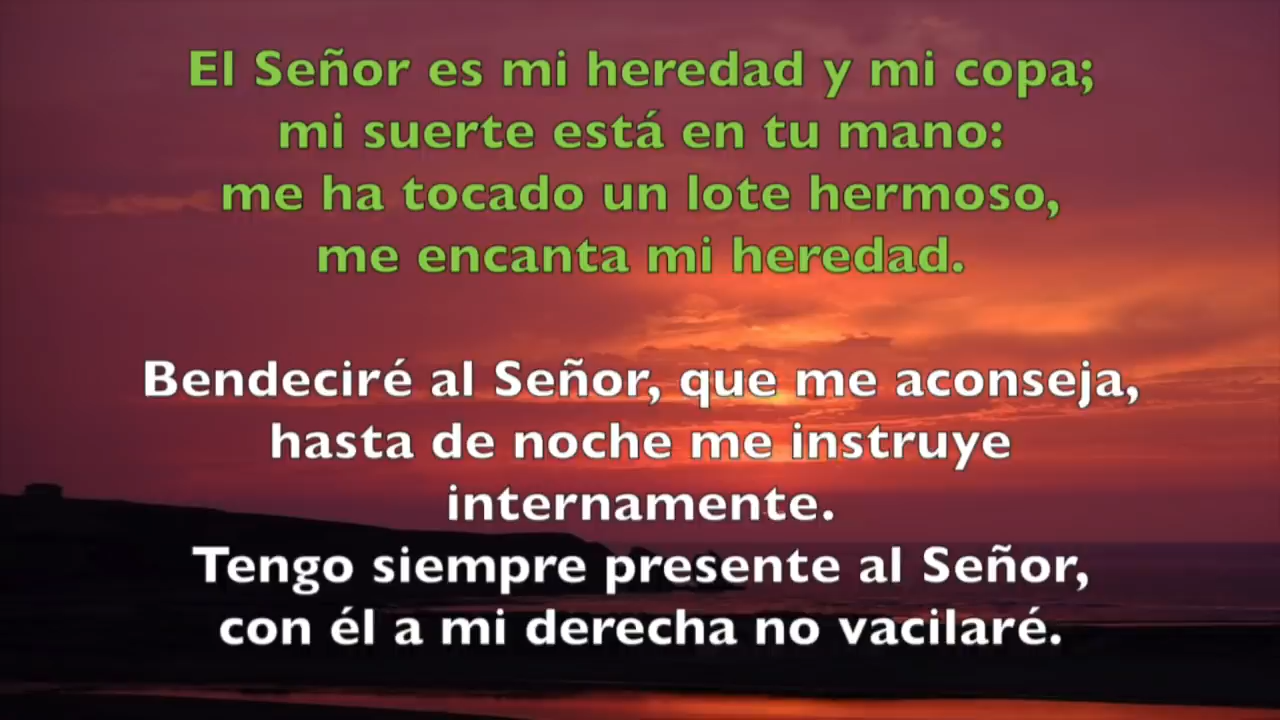 El Señor es mi heredad y mi copa;
mi suerte está en tu mano:
me ha tocado un lote hermoso,
me encanta mi heredad.
Bendeciré al Señor, que me aconseja,
hasta de noche me instruye
internamente.
Tengo siempre presente al Señor,
con él a mi derecha no vacilaré.